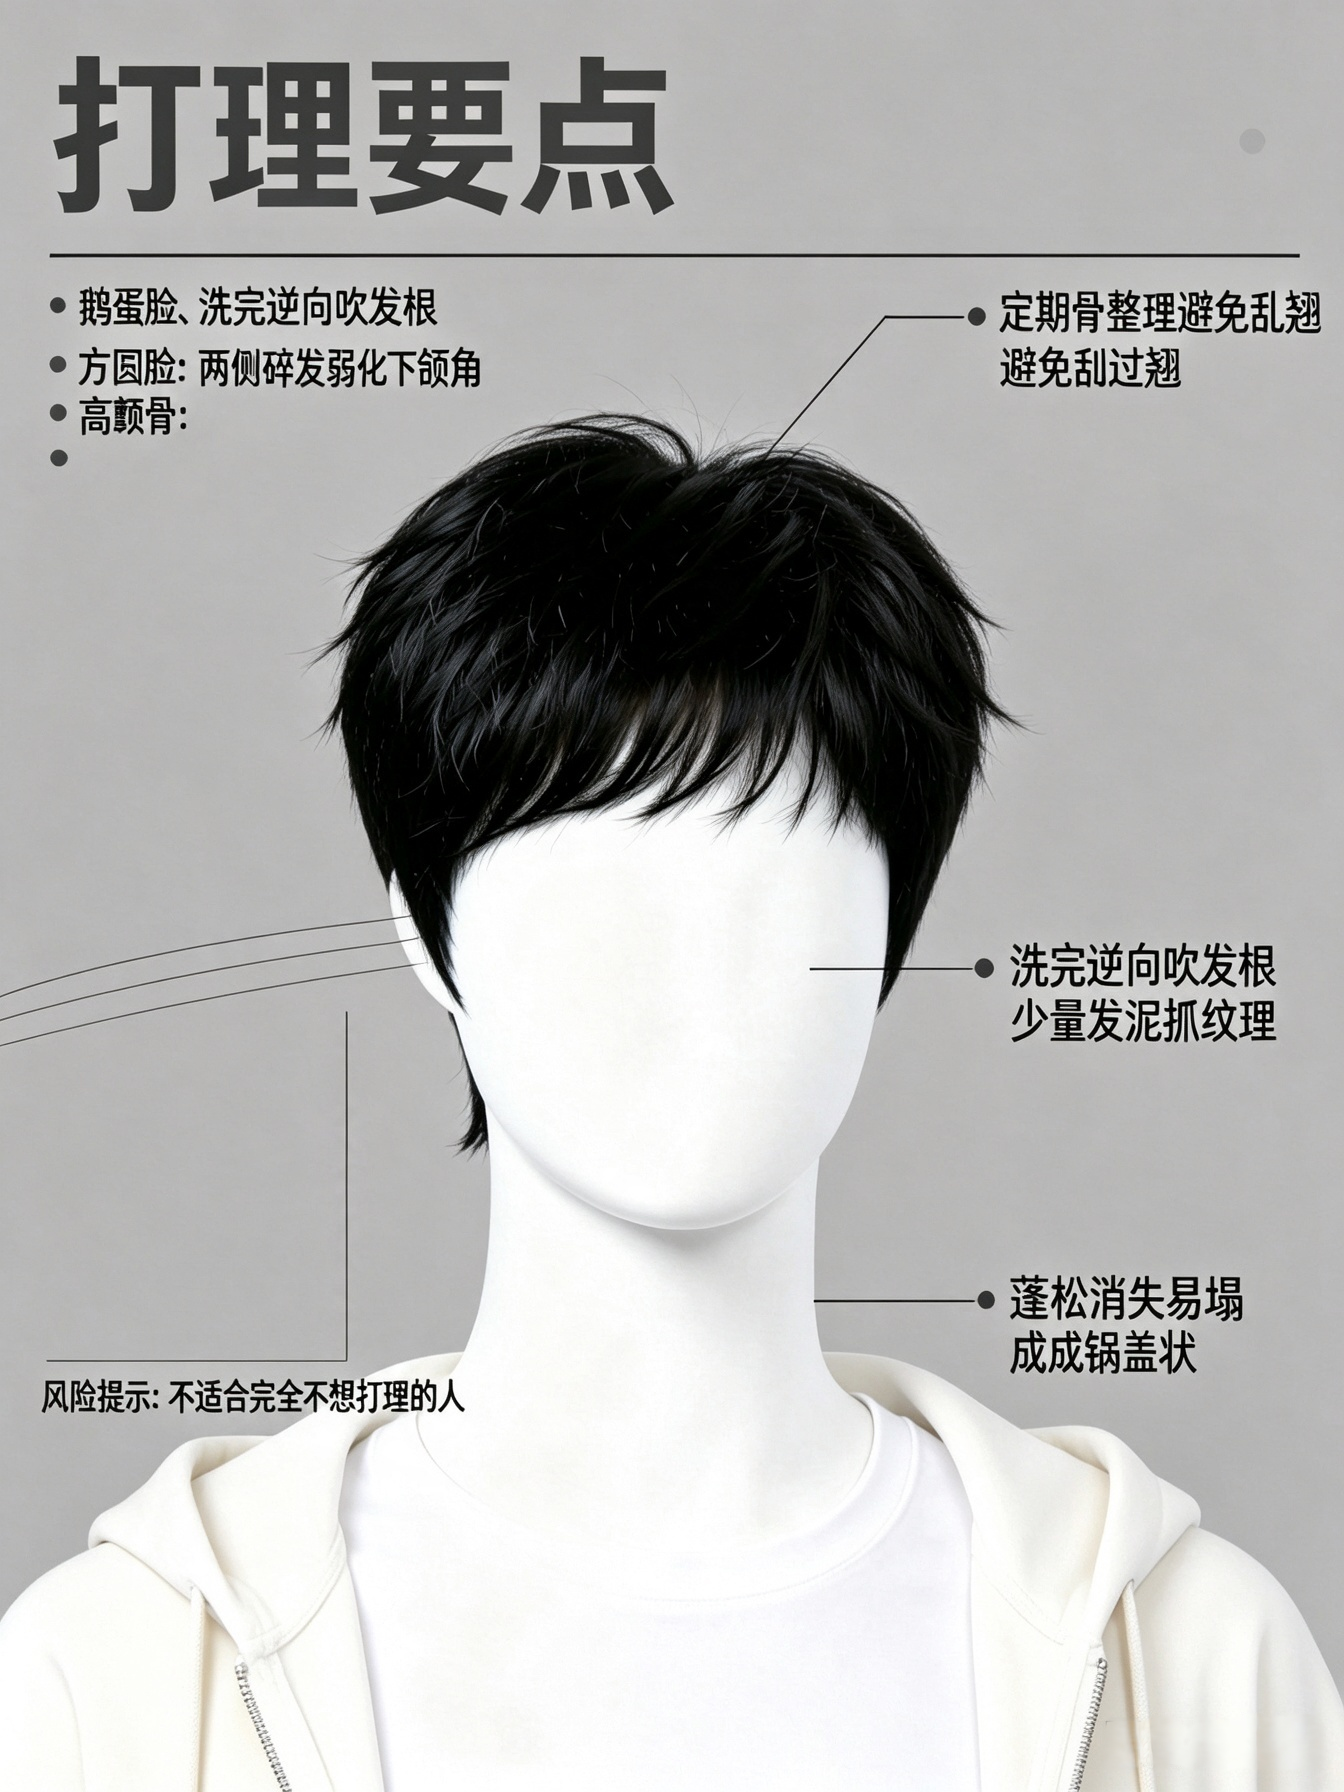 打理要点
鹅蛋脸、洗完逆向吹发根
方圆脸: 两侧碎发弱化下颌角
高颧骨:
定期骨整理避免乱翘
避免刮过翘
洗完逆向吹发根
少量发泥抓纹理
蓬松消失易塌
成成锅盖状
风险提示: 不适合完全不想打理的人